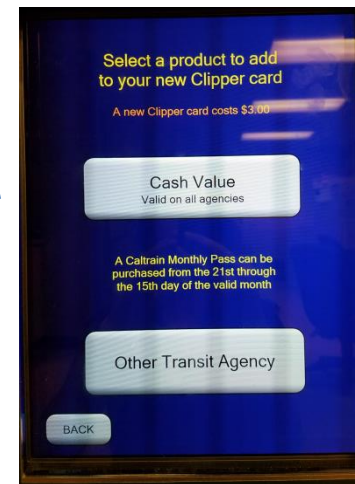 Select a product to add
to your new Clipper card
A new Clipper card costs $3.00
Cash Value
Valid on all agencies
A Caltrain Monthly Pass can be
purchased from the 21st through
the 15th day of the valid month
Other Transit Agency
BACK